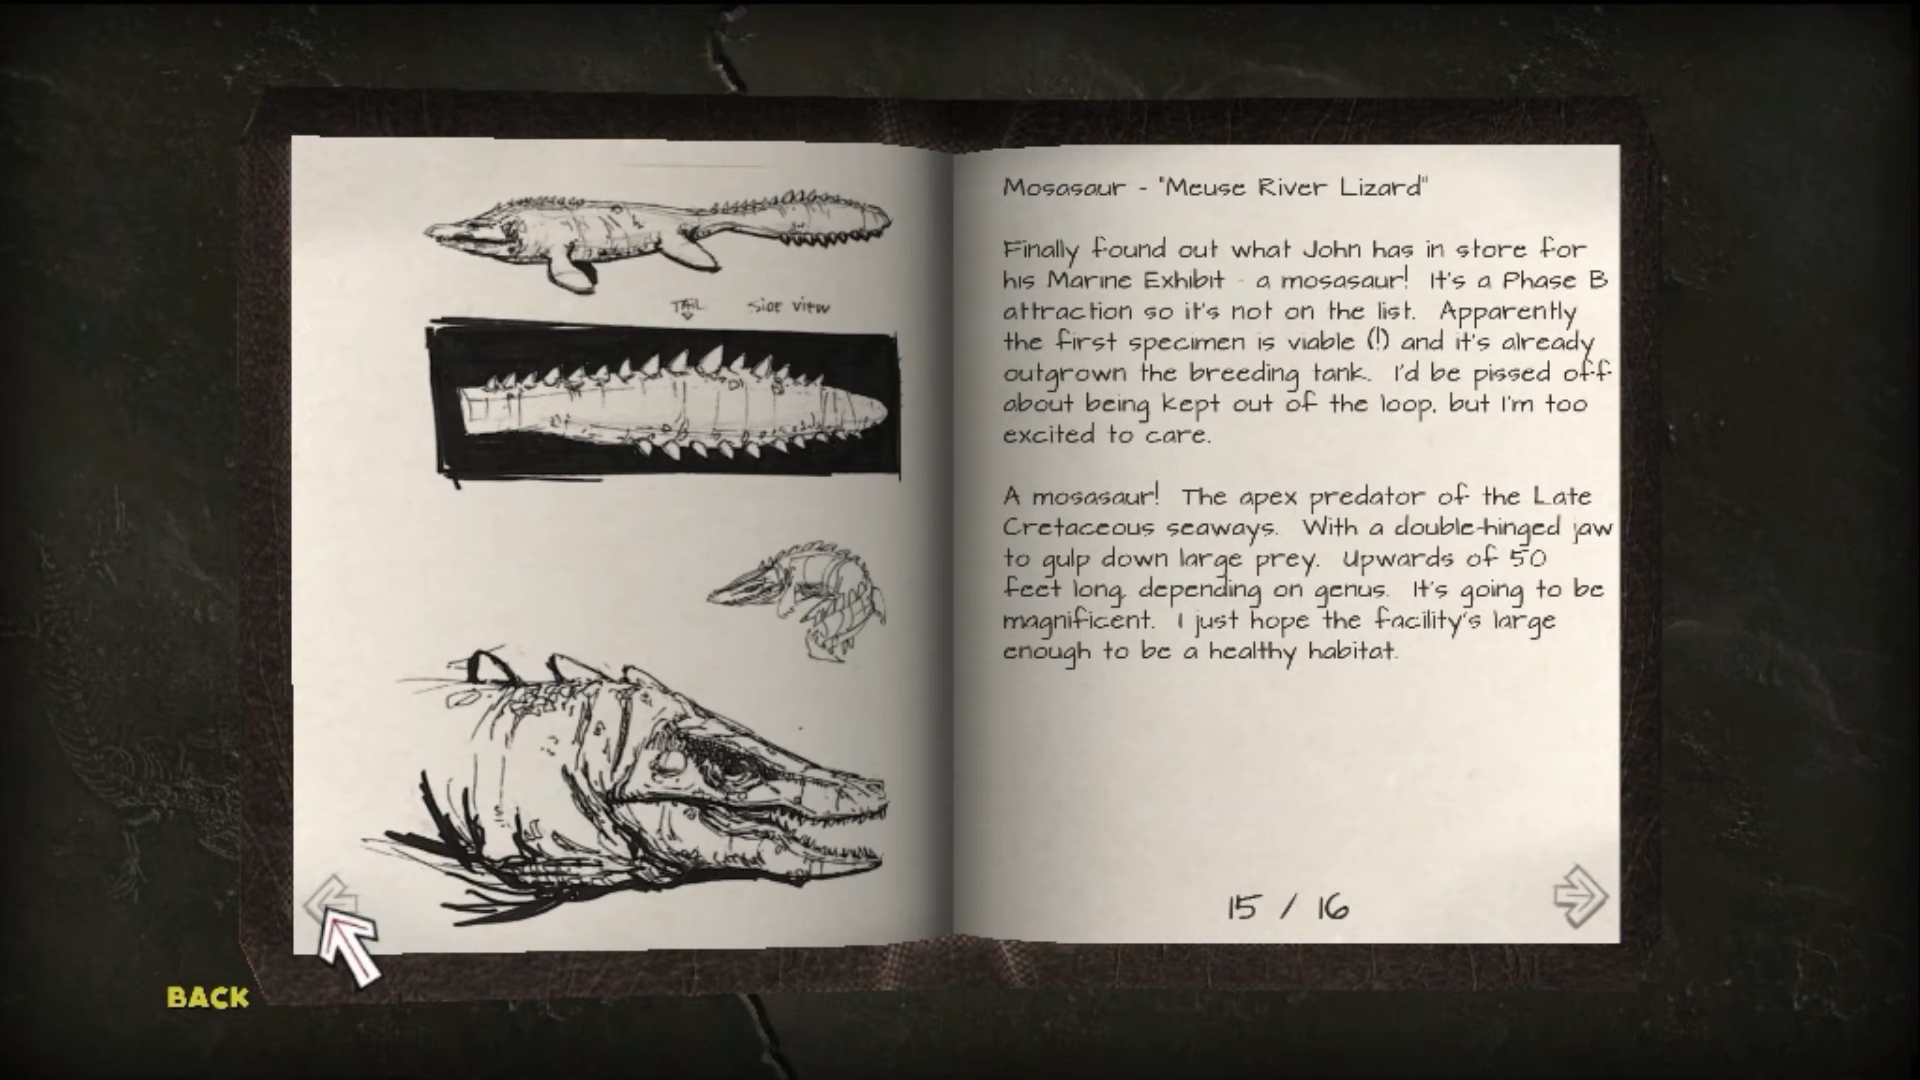 TAIL side view
Mosasaur - "Meuse River Lizard"
Finally found out what John has in store for
his Marine Exhibit - a mosasaur! It's a Phase B
attraction so it's not on the list. Apparently
the first specimen is viable (!) and it's already
outgrown the breeding tank. I'd be pissed off
about being kept out of the loop, but I'm too
excited to care.
A mosasaur! The apex predator of the Late
Cretaceous seaways. With a double-hinged jaw
to gulp down large prey. Upwards of 50
feet long, depending on genus. It's going to be
magnificent. I just hope the facility's large
enough to be a healthy habitat.
15 / 16
BACK